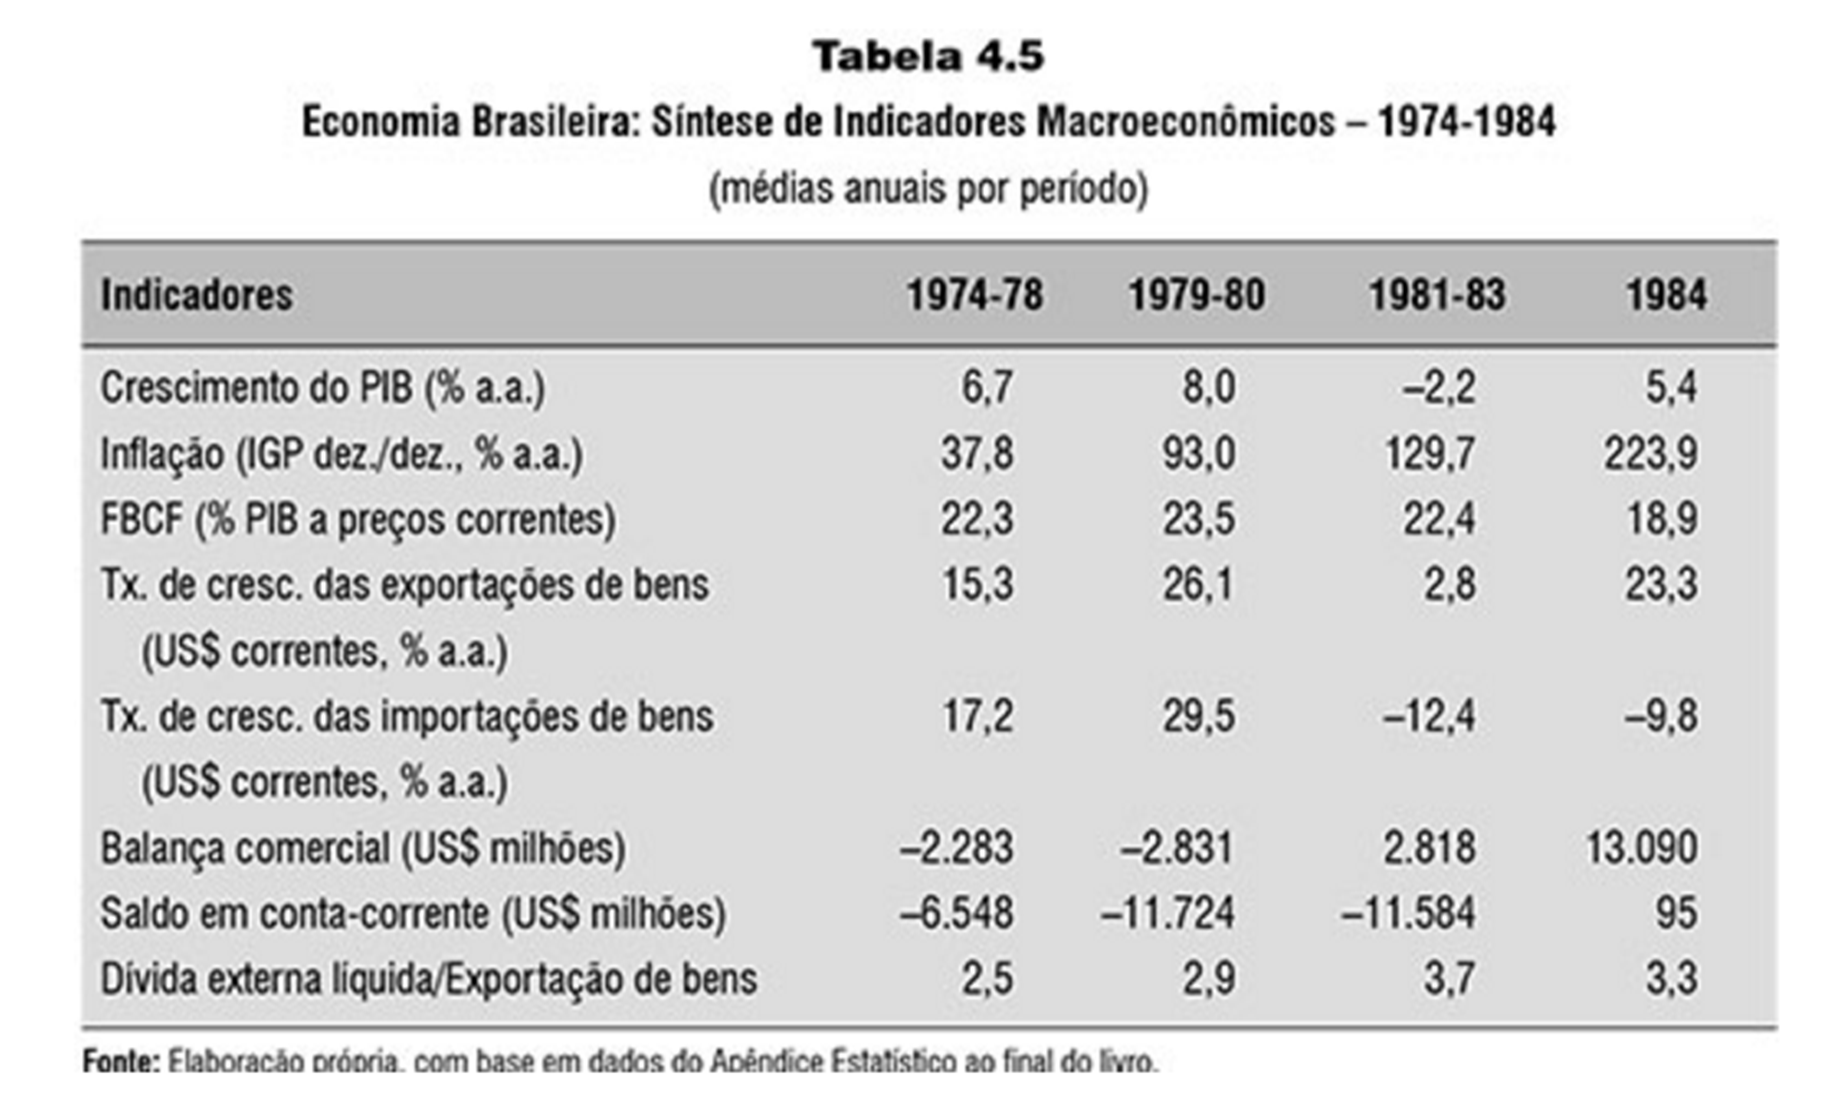 Tabela 4.5
Economia Brasileira: Síntese de Indicadores Macroeconômicos – 1974-1984
(médias anuais por período)
Indicadores 1974-78 1979-80 1981-83 1984
Crescimento do PIB (% a.a.) 6,7 8,0 –2,2 5,4
Inflação (IGP dez./dez., % a.a.) 37,8 93,0 129,7 223,9
FBCF (% PIB a preços correntes) 22,3 23,5 22,4 18,9
Tx. de cresc. das exportações de bens 15,3 26,1 2,8 23,3
(US$ correntes, % a.a.)
Tx. de cresc. das importações de bens 17,2 29,5 –12,4 –9,8
(US$ correntes, % a.a.)
Balança comercial (US$ milhões) –2.283 –2.831 2.818 13.090
Saldo em conta-corrente (US$ milhões) –6.548 –11.724 –11.584 95
Dívida externa líquida/Exportação de bens 2,5 2,9 3,7 3,3
Fonte: Elaboração própria, com base em dados do Apêndice Estatístico ao final do livro.